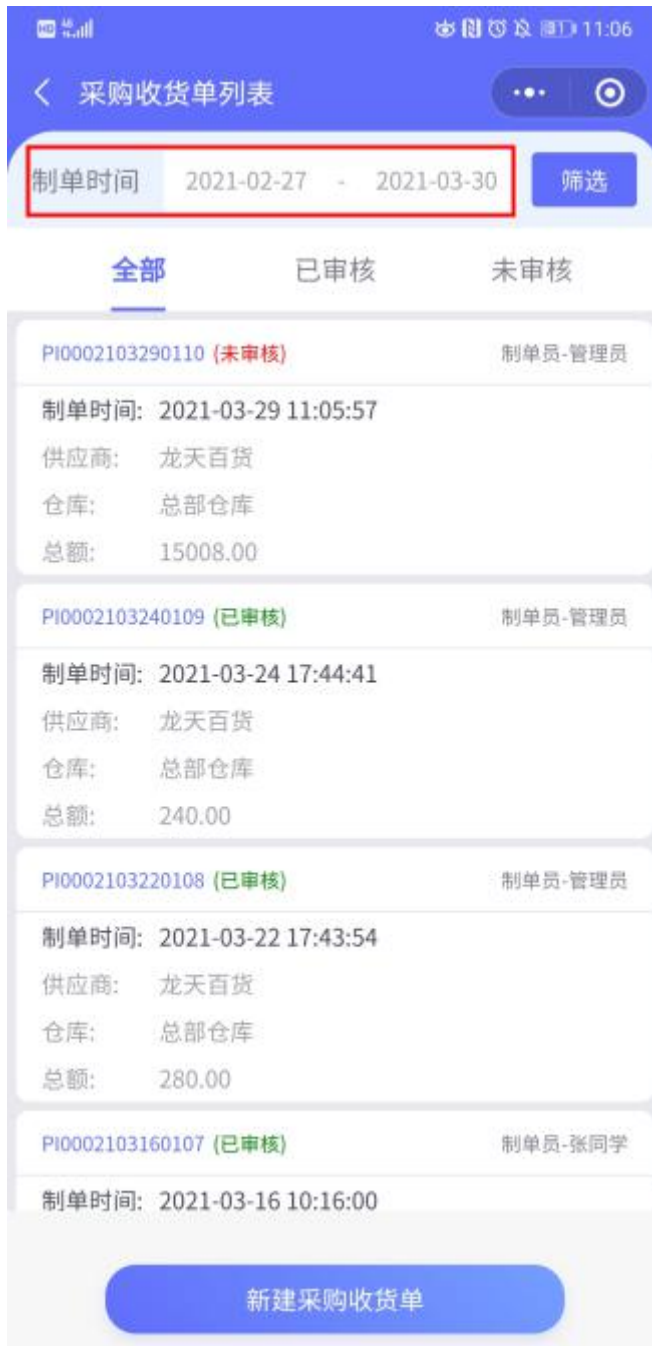 HD 46 11:06
采购收货单列表
制单时间 2021-02-27 - 2021-03-30 筛选
全部 已审核 未审核
PI0002103290110 (未审核) 制单员-管理员
制单时间: 2021-03-29 11:05:57
供应商: 龙天百货
仓库: 总部仓库
总额: 15008.00
PI0002103240109 (已审核) 制单员-管理员
制单时间: 2021-03-24 17:44:41
供应商: 龙天百货
仓库: 总部仓库
总额: 240.00
PI0002103220108 (已审核) 制单员-管理员
制单时间: 2021-03-22 17:43:54
供应商: 龙天百货
仓库: 总部仓库
总额: 280.00
PI0002103160107 (已审核) 制单员-张同学
制单时间: 2021-03-16 10:16:00
新建采购收货单